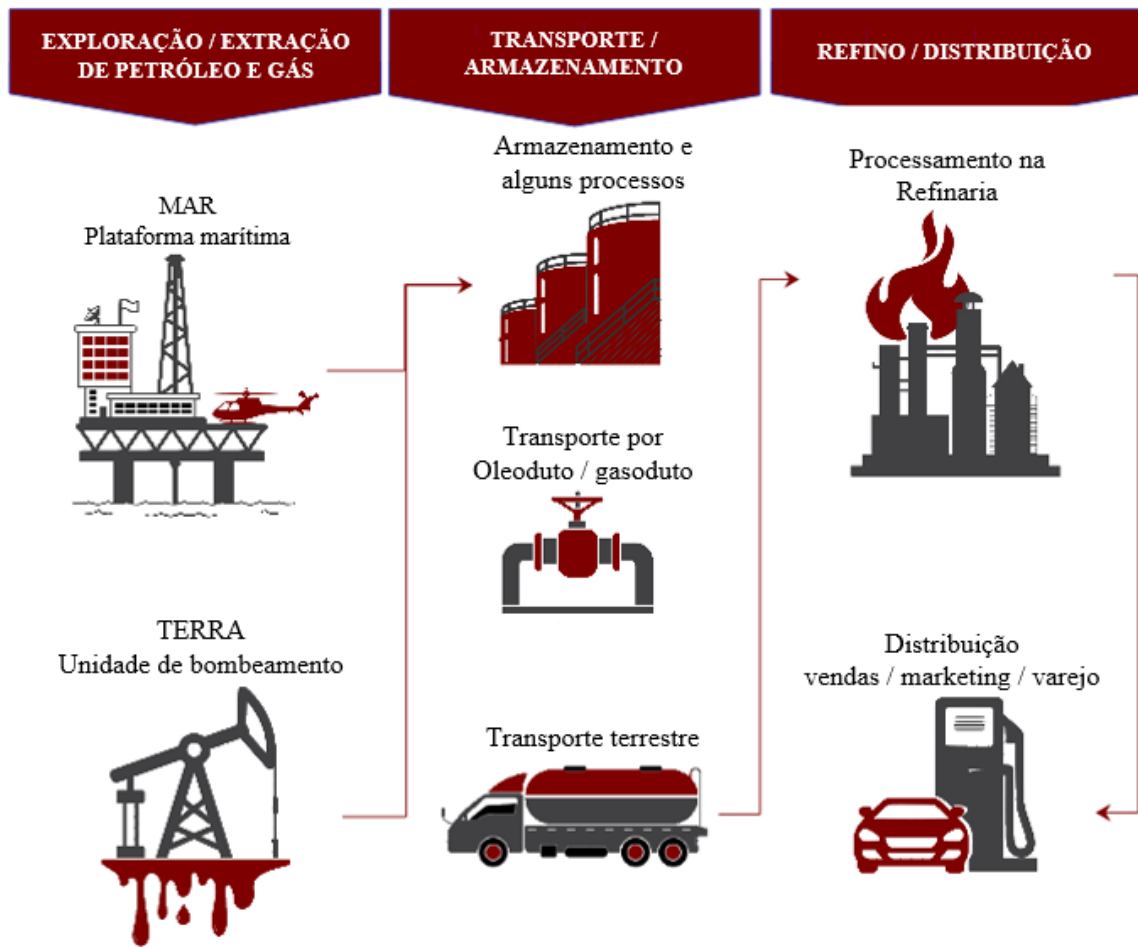 EXPLORAÇÃO / EXTRAÇÃO
DE PETRÓLEO E GÁS
TRANSPORTE /
ARMAZENAMENTO
REFINO / DISTRIBUIÇÃO
MAR
Plataforma marítima
TERRA
Unidade de bombeamento
Armazenamento e
alguns processos
Transporte por
Oleoduto / gasoduto
Transporte terrestre
Processamento na
Refinaria
Distribuição
vendas / marketing / varejo